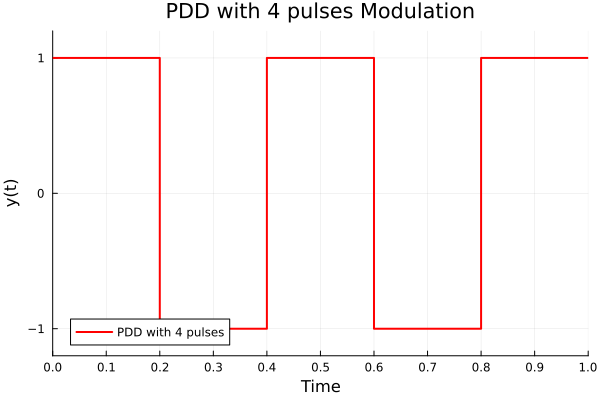 PDD with 4 pulses Modulation
y(t)
1
0
−1
PDD with 4 pulses
0.0 0.1 0.2 0.3 0.4 0.5 0.6 0.7 0.8 0.9 1.0
Time